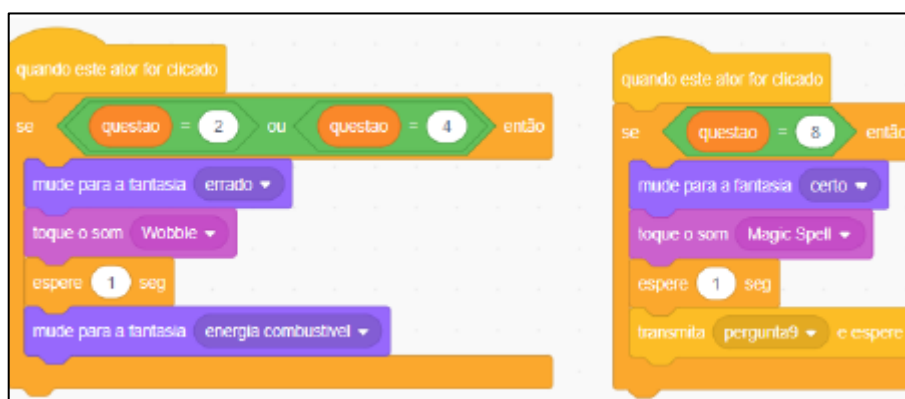 quando este ator for clicado
se questao = 2 ou questao = 4 então
mude para a fantasia errado
toque o som Wobble
espere 1 seg
mude para a fantasia energia combustível
quando este ator for clicado
se questao = 8 então
mude para a fantasia certo
toque o som Magic Spell
espere 1 seg
transmita pergunta9 e espere